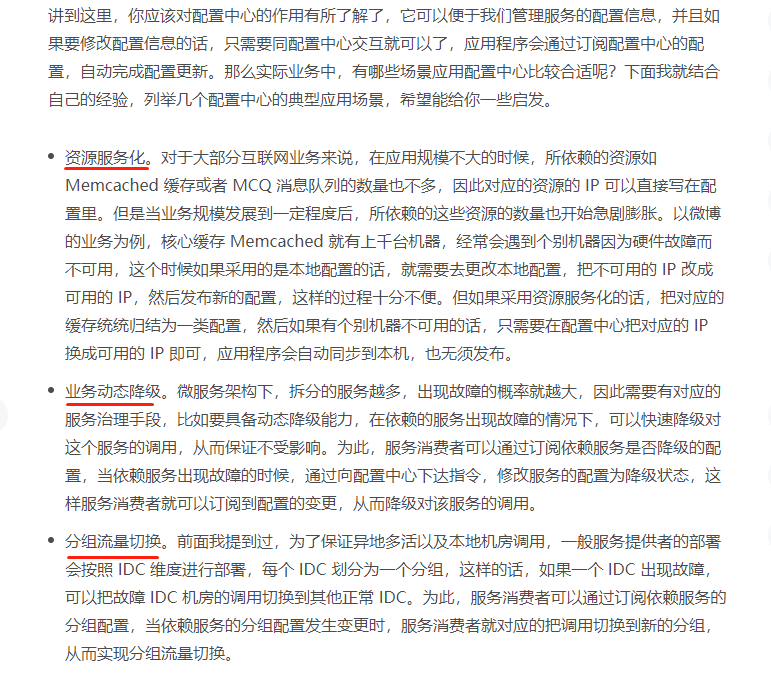 讲到这里，你应该对配置中心的作用有所了解了，它可以便于我们管理服务的配置信息，并且如
果要修改配置信息的话，只需要同配置中心交互就可以了，应用程序会通过订阅配置中心的配
置，自动完成配置更新。那么实际业务中，有哪些场景应用配置中心比较合适呢？下面我就结合
自己的经验，列举几个配置中心的典型应用场景，希望能给你一些启发。
资源服务化。对于大部分互联网业务来说，在应用规模不大的时候，所依赖的资源如
Memcached 缓存或者 MCQ 消息队列的数量也不多，因此对应的资源的 IP 可以直接写在配
置里。但是当业务规模发展到一定程度后，所依赖的这些资源的数量也开始急剧膨胀。以微博
的业务为例，核心缓存 Memcached 就有上千台机器，经常会遇到个别机器因为硬件故障而
不可用，这个时候如果采用的是本地配置的话，就需要去更改本地配置，把不可用的 IP 改成
可用的 IP，然后发布新的配置，这样的过程十分不便。但如果采用资源服务化的话，把对应的
缓存统统归结为一类配置，然后如果有个别机器不可用的话，只需要在配置中心把对应的 IP
换成可用的 IP 即可，应用程序会自动同步到本机，也无须发布。
业务动态降级。微服务架构下，拆分的服务越多，出现故障的概率就越大，因此需要有对应的
服务治理手段，比如要具备动态降级能力，在依赖的服务出现故障的情况下，可以快速降级对
这个服务的调用，从而保证不受影响。为此，服务消费者可以通过订阅依赖服务是否降级的配
置，当依赖服务出现故障的时候，通过向配置中心下达指令，修改服务的配置为降级状态，这
样服务消费者就可以订阅到配置的变更，从而降级对该服务的调用。
分组流量切换。前面我提到过，为了保证异地多活以及本地机房调用，一般服务提供者的部署
会按照 IDC 维度进行部署，每个 IDC 划分为一个分组，这样的话，如果一个 IDC 出现故障，
可以把故障 IDC 机房的调用切换到其他正常 IDC。为此，服务消费者可以通过订阅依赖服务的
分组配置，当依赖服务的分组配置发生变更时，服务消费者就对应的把调用切换到新的分组，
从而实现分组流量切换。